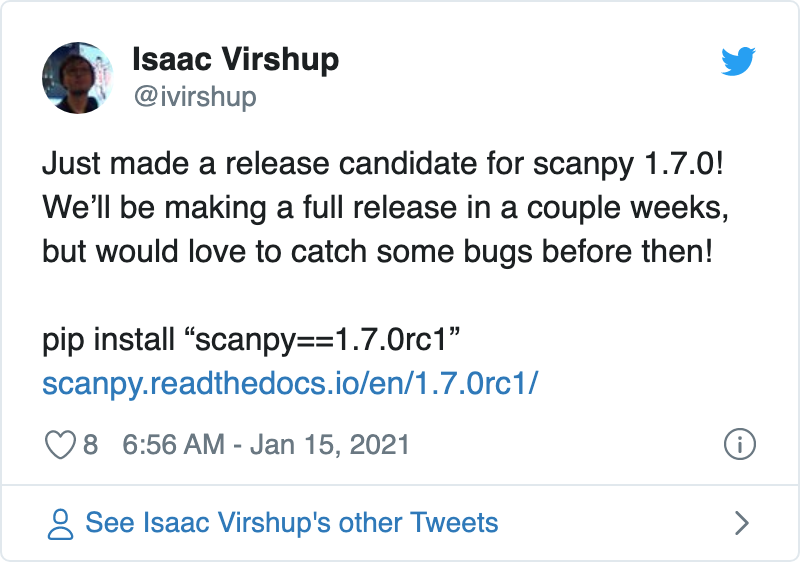 Isaac Virshup
@ivirshup
Just made a release candidate for scanpy 1.7.0!
We’ll be making a full release in a couple weeks,
but would love to catch some bugs before then!
pip install “scanpy==1.7.0rc1”
scanpy.readthedocs.io/en/1.7.0rc1/
8 6:56 AM - Jan 15, 2021
See Isaac Virshup's other Tweets